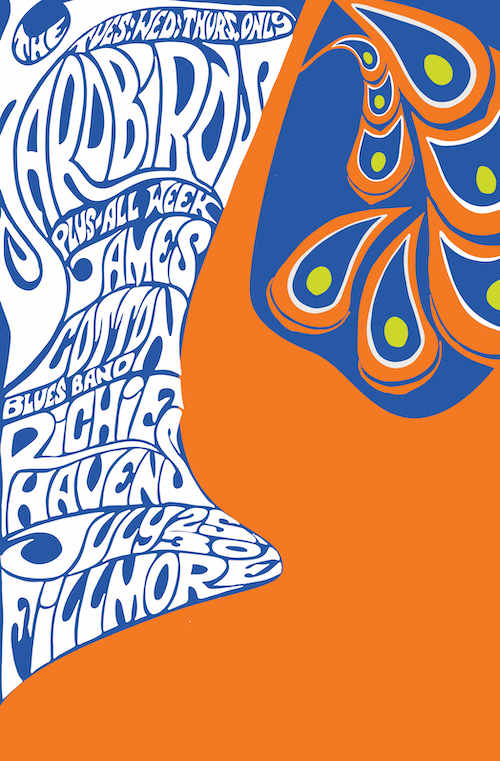 THE
TUES: WED: THURS. ONLY
YARDBIRDS
PLUS-ALL WEEK
JAMES
COTTON
BLUES BAND
RICHIE
HAVENS
JULY 25
30
FILLMORE